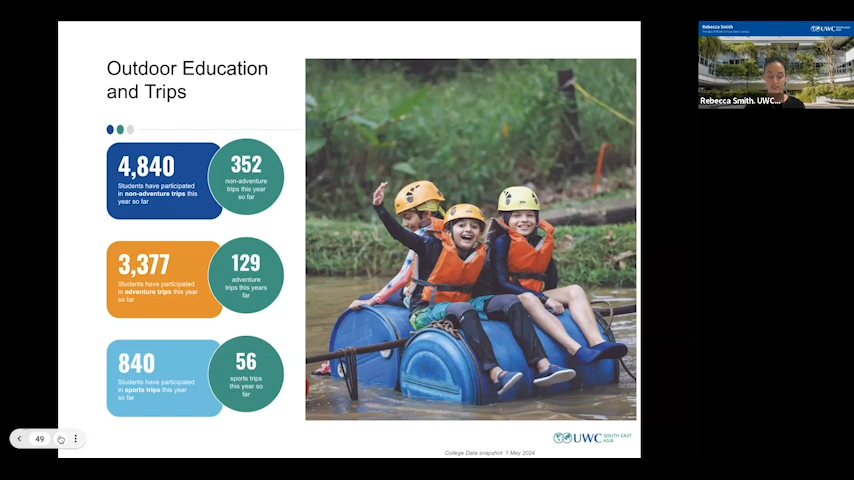 Outdoor Education
and Trips
4,840
Students have participated
in non-adventure trips this
year so far
352
non-adventure
trips this year
so far
3,377
Students have participated
in adventure trips this year
so far
129
adventure
trips this years
far
840
Students have participated
in sports trips this year
so far
56
sports trips
this year so
far
UWC SOUTH EAST
ASIA
College Data snapshot: 1 May 2024
49
Rebecca Smith
UWC
Rebecca Smith. UWC...